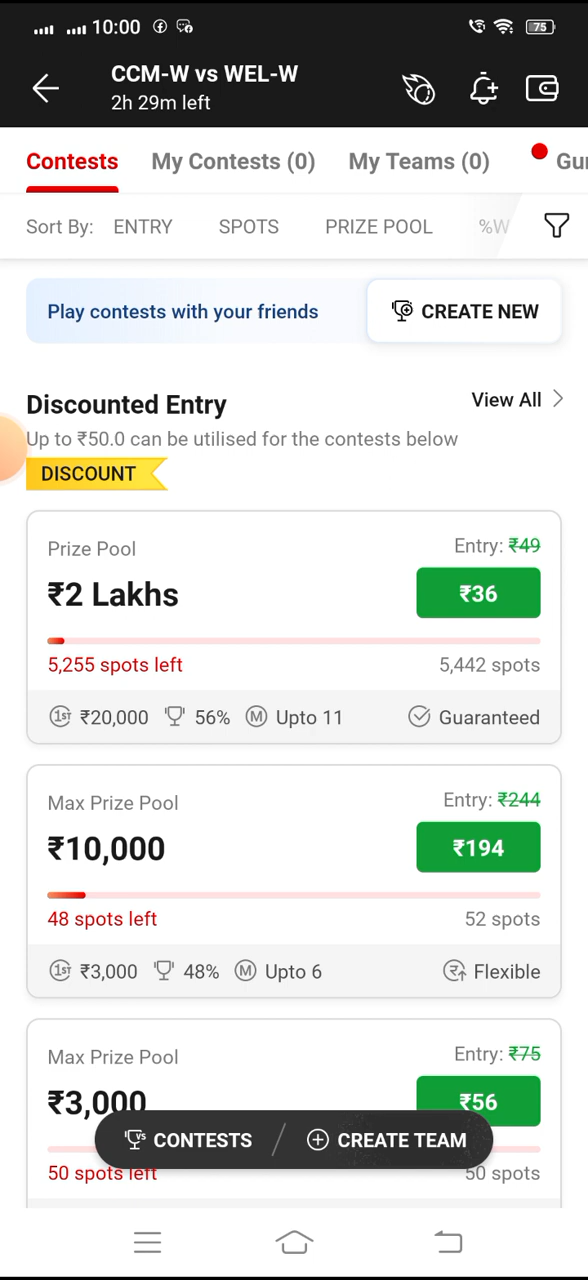 10:00 75
CCM-W vs WEL-W
2h 29m left
Contests My Contests (0) My Teams (0) Gu
Sort By: ENTRY SPOTS PRIZE POOL %W
Play contests with your friends CREATE NEW
Discounted Entry View All
Up to ₹50.0 can be utilised for the contests below
DISCOUNT
Prize Pool Entry: ₹49
₹2 Lakhs ₹36
5,255 spots left 5,442 spots
1st ₹20,000 56% M Upto 11 Guaranteed
Max Prize Pool Entry: ₹244
₹10,000 ₹194
48 spots left 52 spots
1st ₹3,000 48% M Upto 6 Flexible
Max Prize Pool Entry: ₹75
₹3,000 ₹56
VS CONTESTS / CREATE TEAM
50 spots left 50 spots